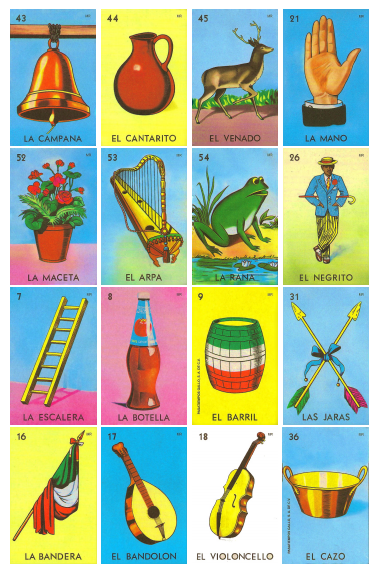 43
LA CAMPANA
44
EL CANTARITO
45
EL VENADO
21
LA MANO
52
LA MACETA
53
EL ARPA
54
LA RANA
26
EL NEGRITO
7
LA ESCALERA
8
LA BOTELLA
9
EL BARRIL
31
LAS JARAS
16
LA BANDERA
17
EL BANDOLON
18
EL VIOLONCELLO
36
EL CAZO